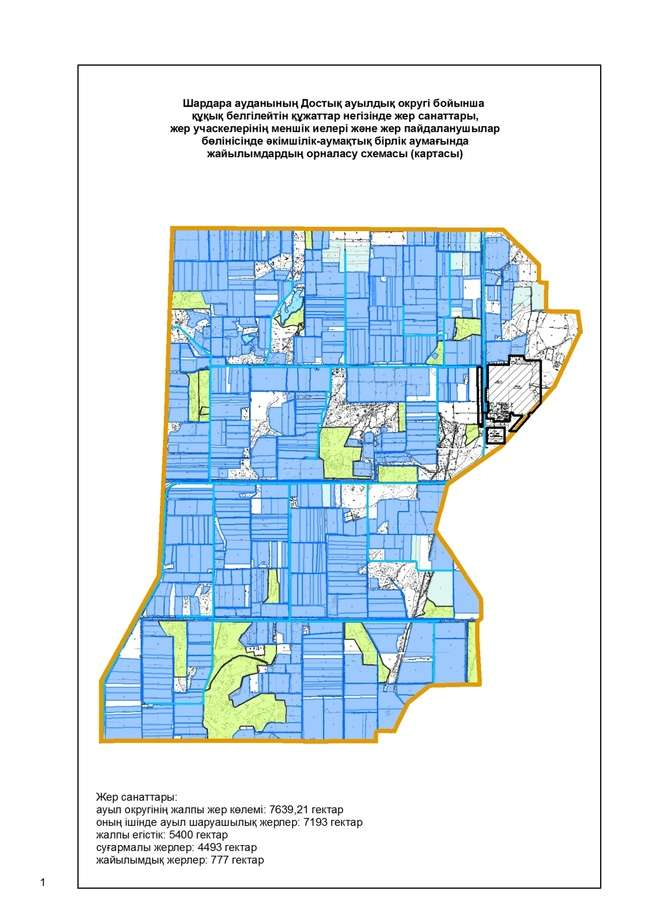 Шардара ауданының Достық ауылдық округі бойынша
құқық белгілейтін құжаттар негізінде жер санаттары,
жер учаскелерінің меншік иелері және жер пайдаланушылар
бөлінісінде әкімшілік-аумақтық бірлік аумағында
жайылымдардың орналасу схемасы (картасы)
Жер санаттары:
ауыл округінің жалпы жер көлемі: 7639,21 гектар
оның ішінде ауыл шаруашылық жерлер: 7193 гектар
жалпы егістік: 5400 гектар
суғармалы жерлер: 4493 гектар
жайылымдық жерлер: 777 гектар
1